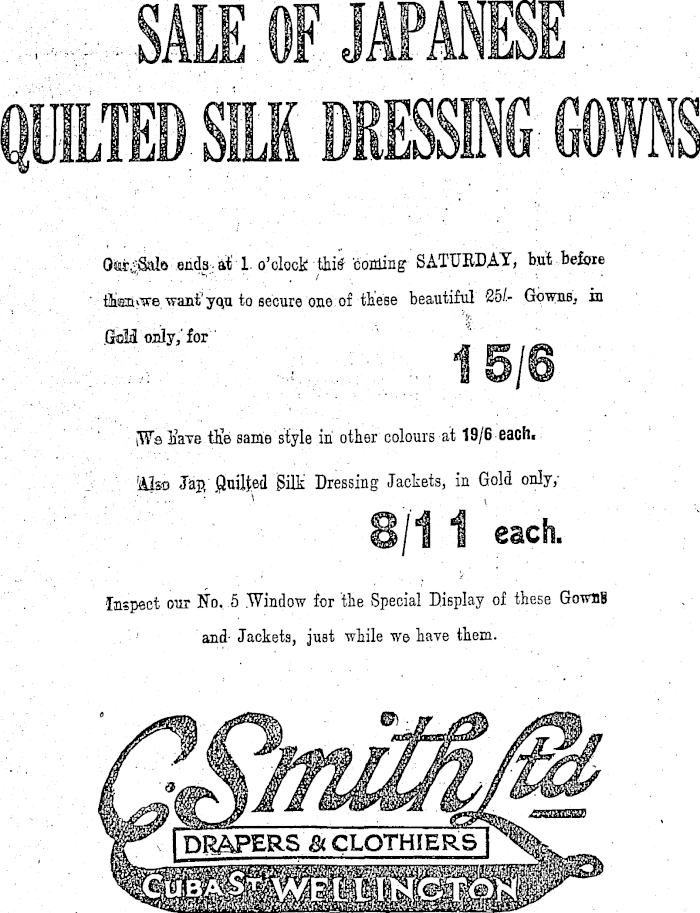 SALE OF JAPANESE
QUILTED SILK DRESSING GOWNS
Our Sale ends at 1 o'clock this coming SATURDAY, but before
then we want you to secure one of these beautiful 25/- Gowns, in
Gold only, for
15/6
We have the same style in other colours at 19/6 each.
Also Jap Quilted Silk Dressing Jackets, in Gold only,
8/11 each.
Inspect our No. 5 Window for the Special Display of these Gowns
and Jackets, just while we have them.
C Smith Ltd
DRAPERS & CLOTHIERS
CUBA ST WELLINGTON